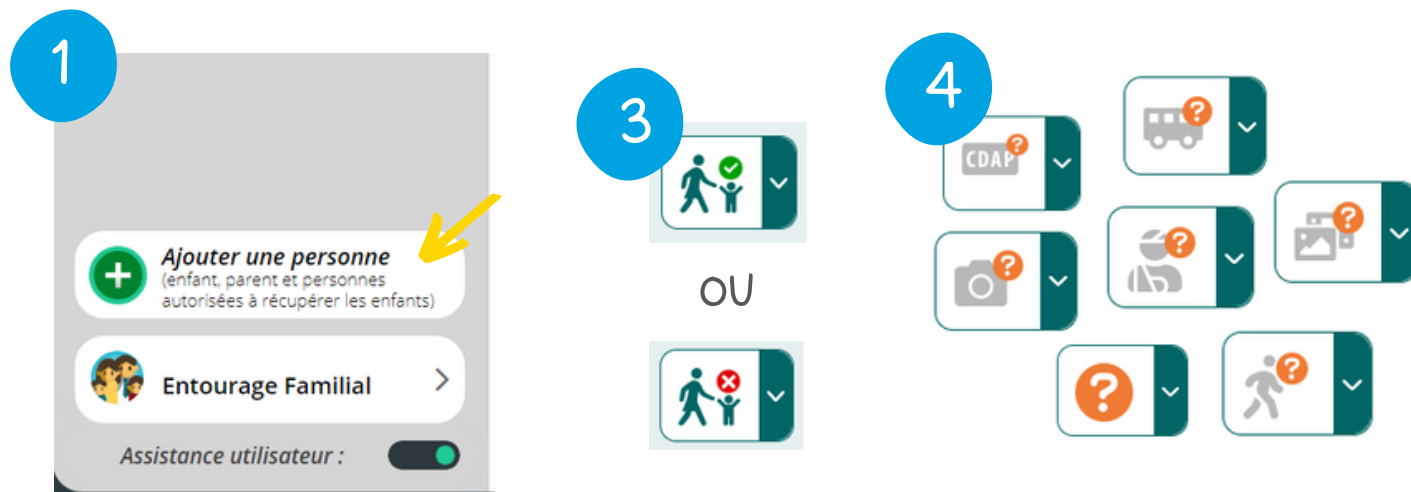 1
Ajouter une personne
(enfant, parent et personnes
autorisées à récupérer les enfants)
Entourage Familial
Assistance utilisateur :
3
OU
4
CDAP ?
?
?
?
?
?
?